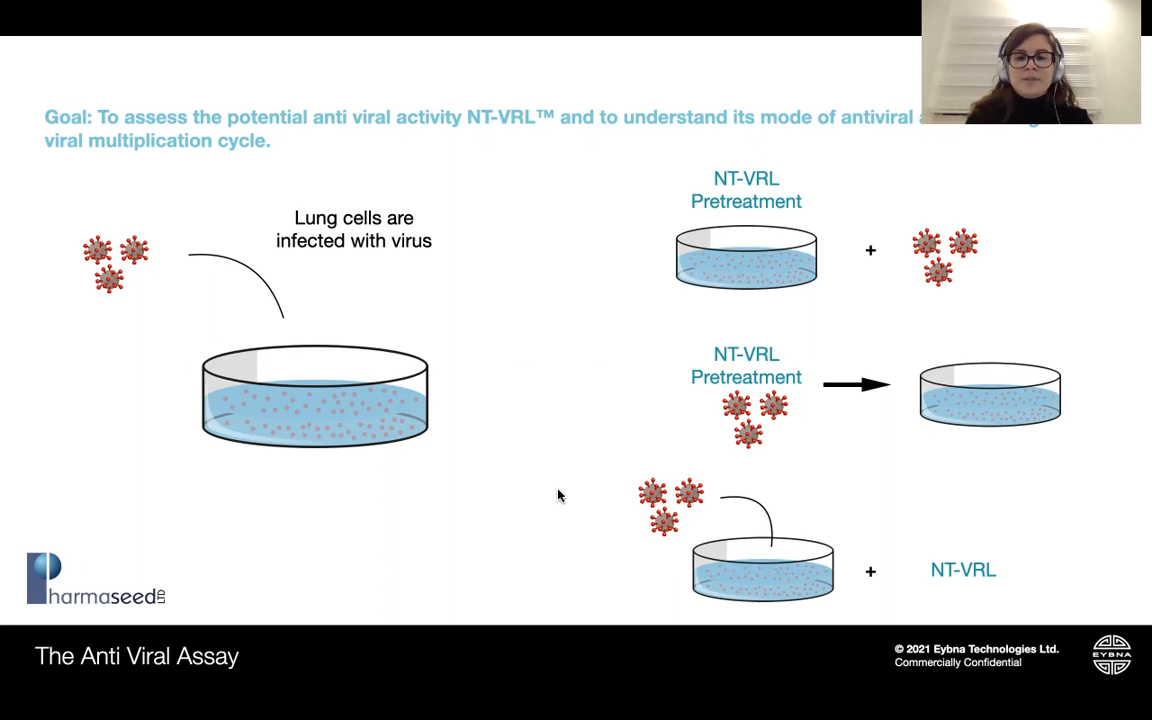 Goal: To assess the potential anti viral activity NT-VRL™ and to understand its mode of antiviral
viral multiplication cycle.
Lung cells are
infected with virus
NT-VRL
Pretreatment
+
NT-VRL
Pretreatment
+
NT-VRL
PharmaseedLTD
The Anti Viral Assay
© 2021 Eybna Technologies Ltd.
Commercially Confidential
EYBNA